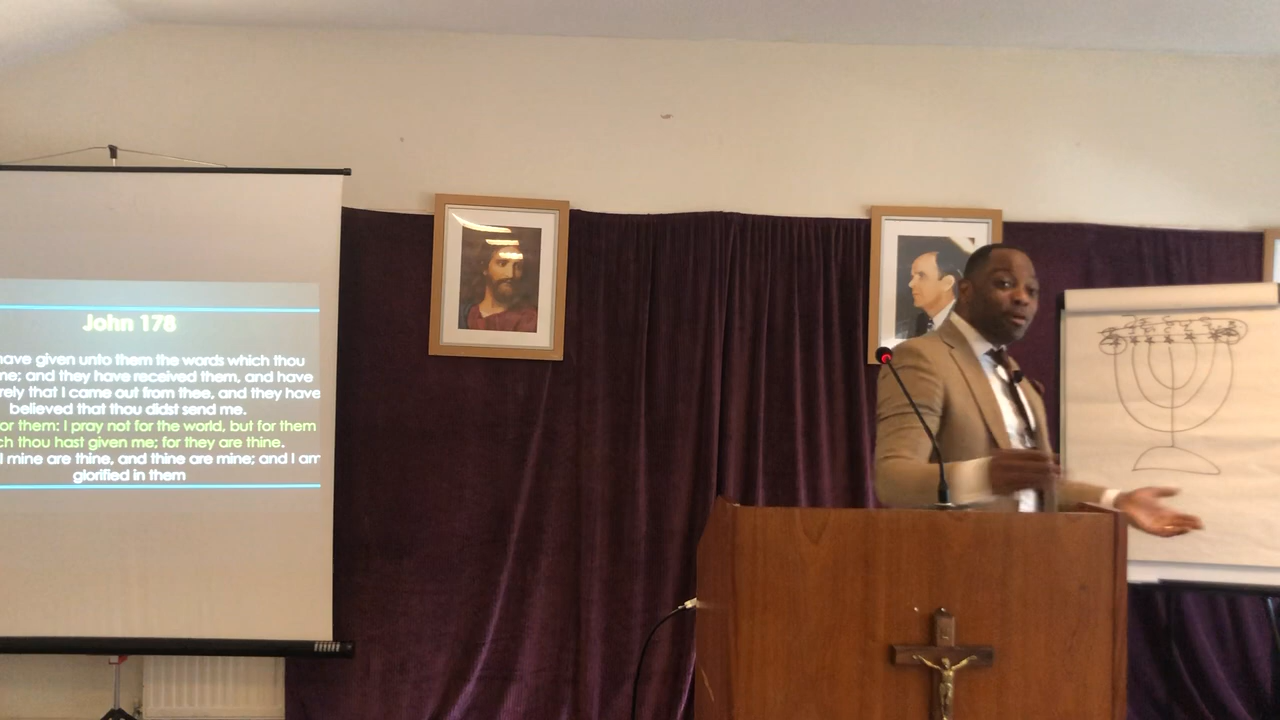 John 178
have given unto them the words which thou
me; and they have received them, and have
rely that I came out from thee, and they have
believed that thou didst send me.
or them: I pray not for the world, but for them
ch thou hast given me; for they are thine.
l mine are thine, and thine are mine; and I am
glorified in them